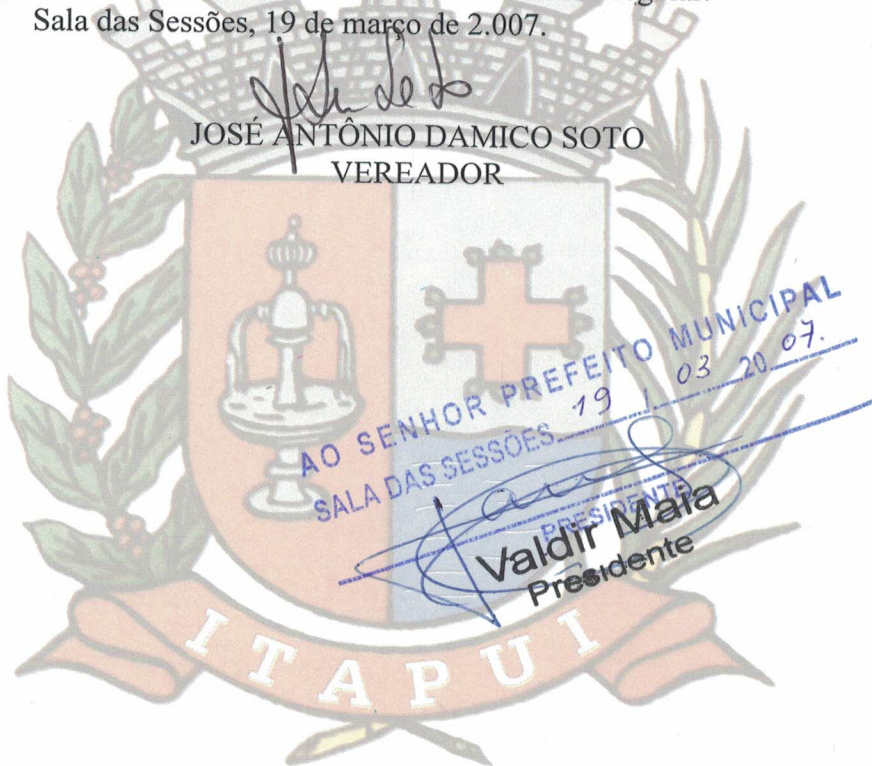 Sala das Sessões, 19 de março de 2.007.
JOSÉ ANTÔNIO DAMICO SOTO
VEREADOR
AO SENHOR PREFEITO MUNICIPAL
SALA DAS SESSÕES 19 / 03 20 07.
PRESIDENTE
Valdir Maia
Presidente
ITAPUI